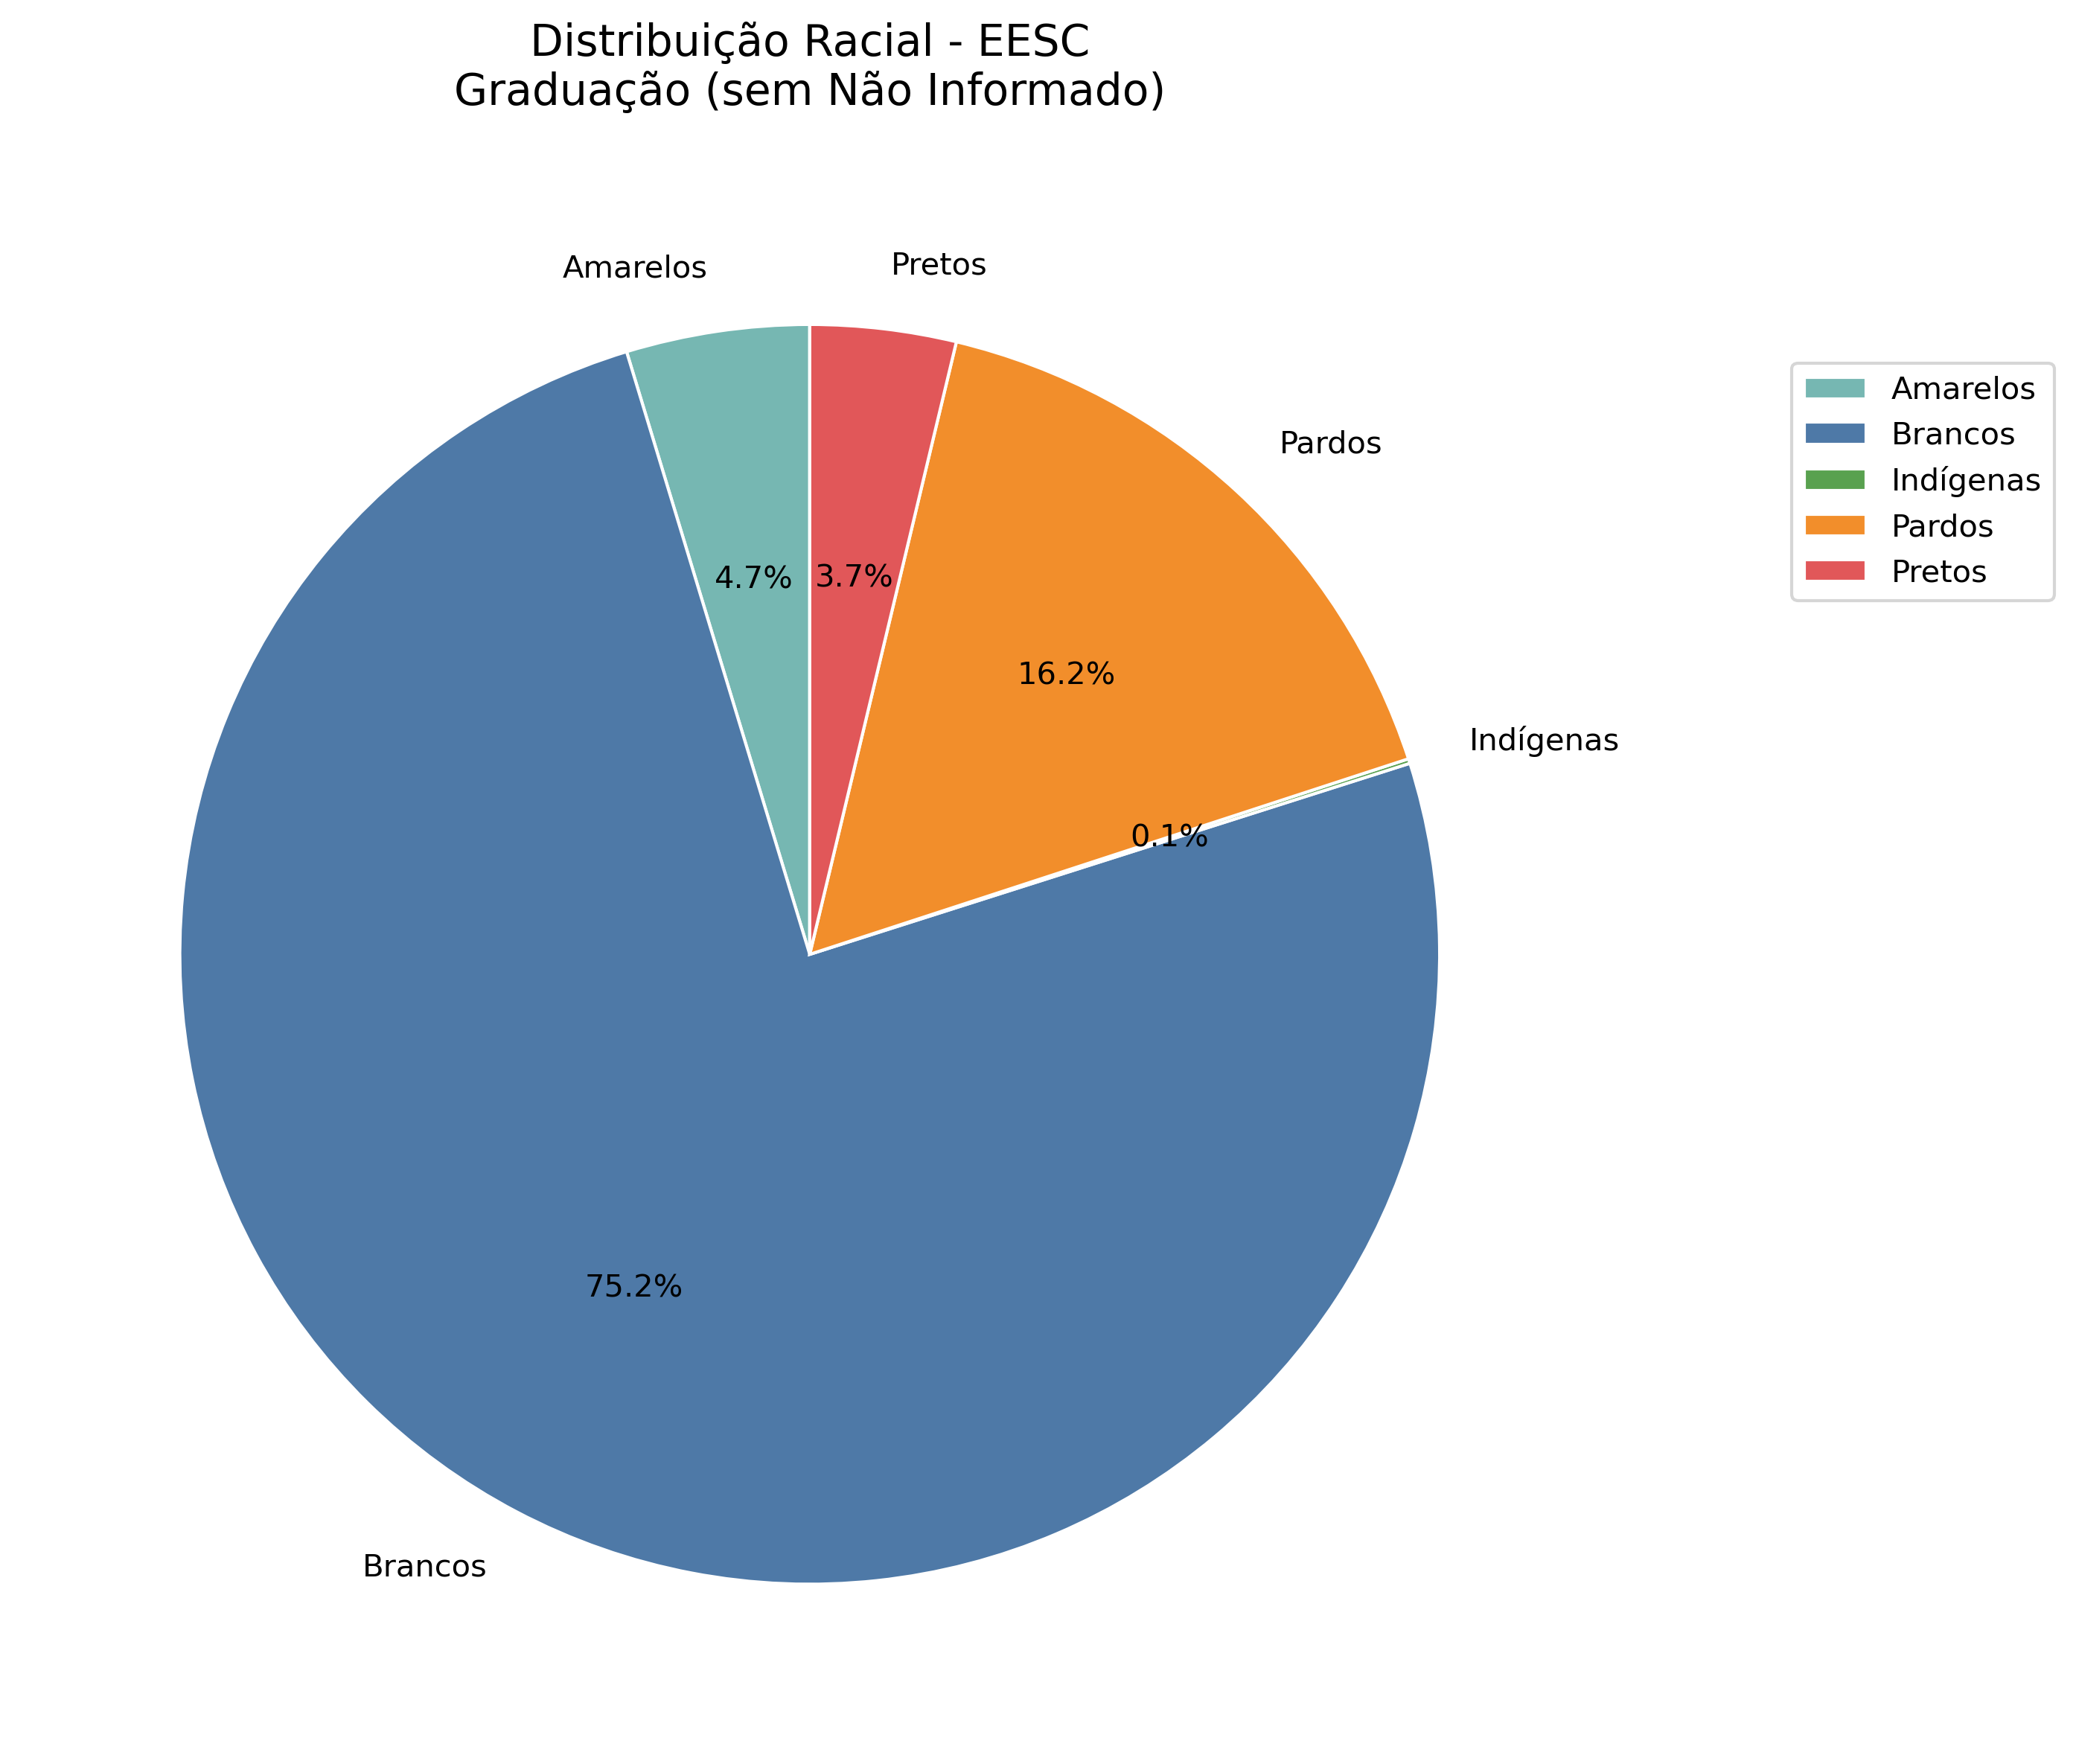 Distribuição Racial - EESC
Graduação (sem Não Informado)
Amarelos
Pretos
Pardos
Indígenas
Brancos
4.7%
3.7%
16.2%
0.1%
75.2%
Amarelos
Brancos
Indígenas
Pardos
Pretos